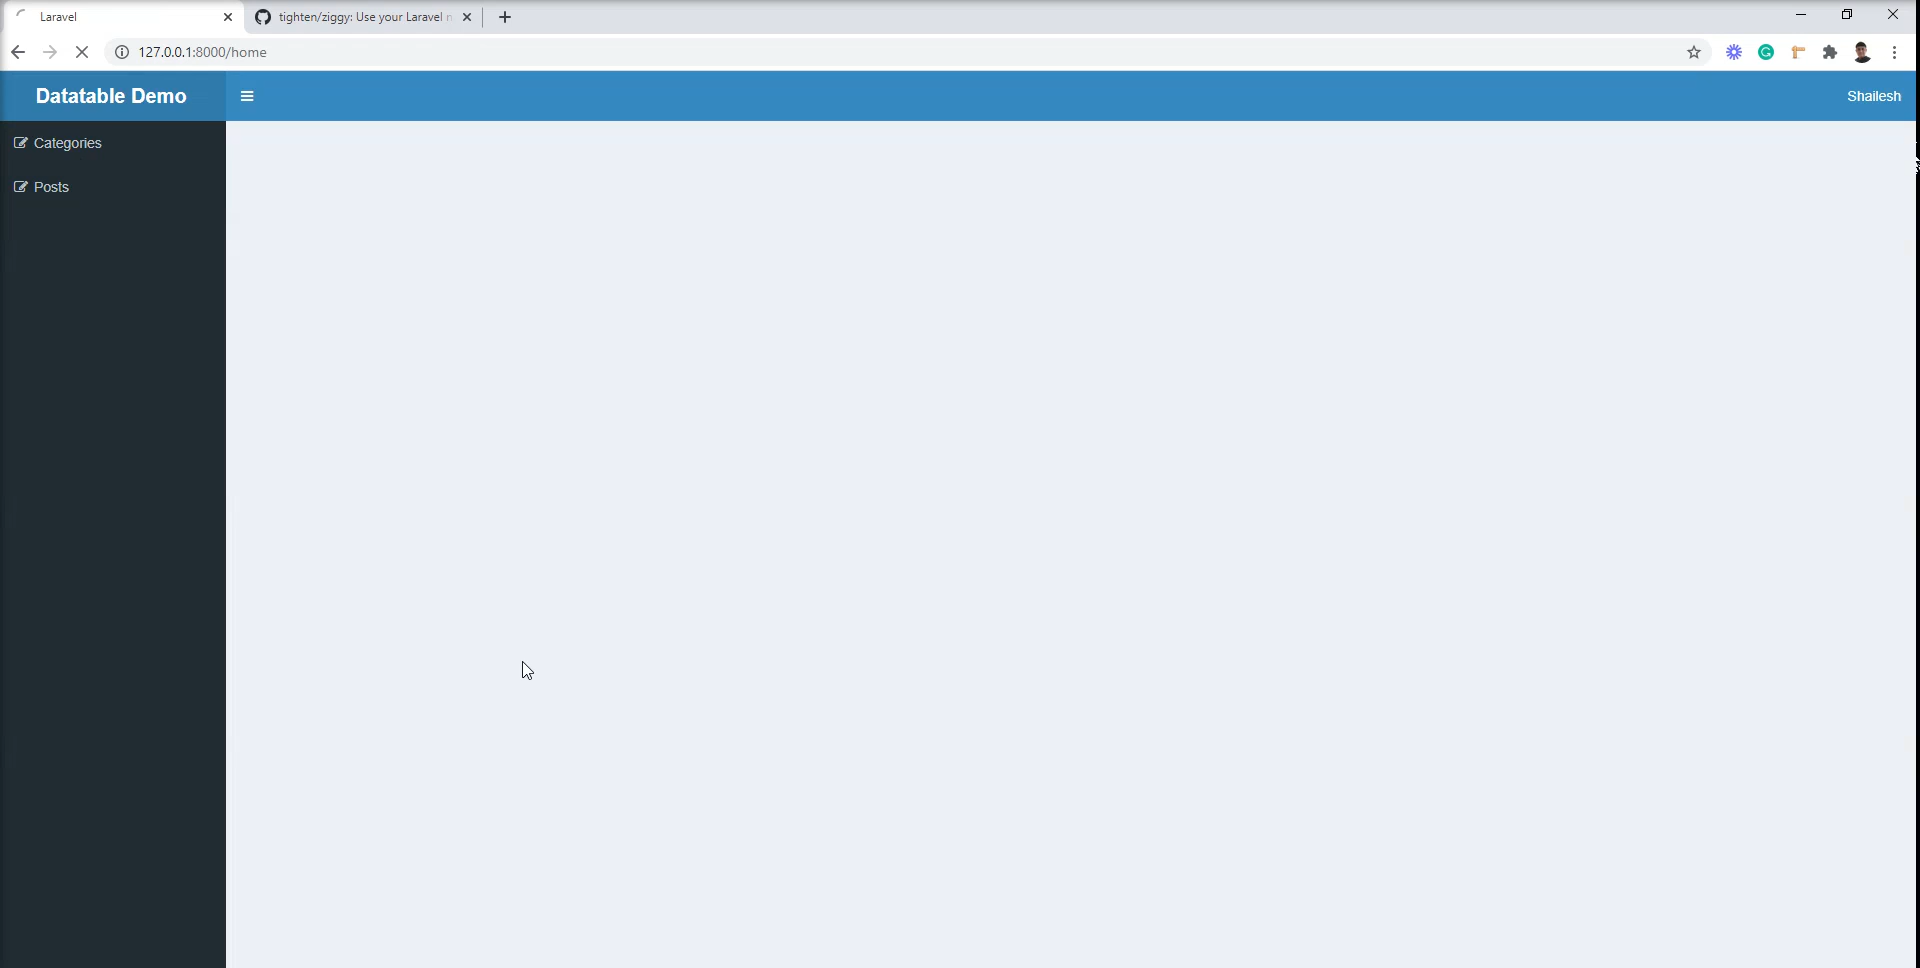 Laravel
tighten/ziggy: Use your Laravel n
127.0.0.1:8000/home
Datatable Demo
Shailesh
Categories
Posts